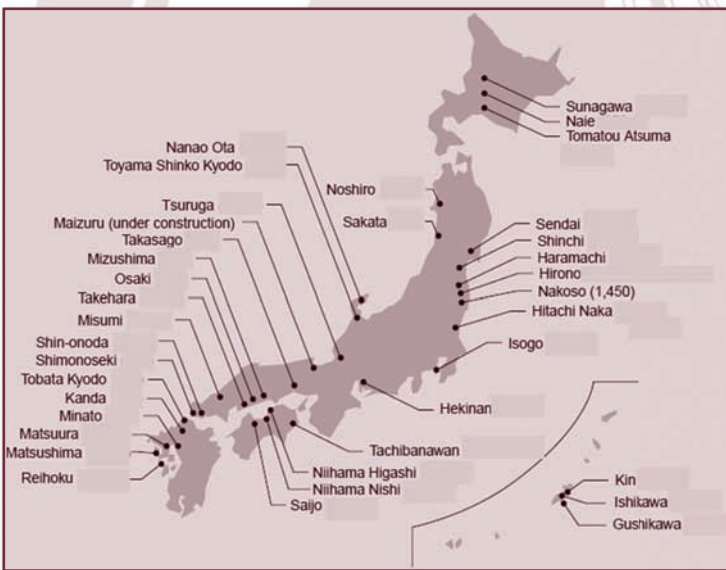 Sunagawa
Naie
Tomatou Atsuma
Nanao Ota
Toyama Shinko Kyodo
Noshiro
Tsuruga
Maizuru (under construction)
Sakata
Takasago
Mizushima
Osaki
Takehara
Misumi
Sendai
Shinchi
Haramachi
Hirono
Nakoso (1,450)
Hitachi Naka
Shin-onoda
Shimonoseki
Tobata Kyodo
Kanda
Minato
Matsuura
Matsushima
Reihoku
Isogo
Hekinan
Tachibanawan
Niihama Higashi
Niihama Nishi
Saijo
Kin
Ishikawa
Gushikawa